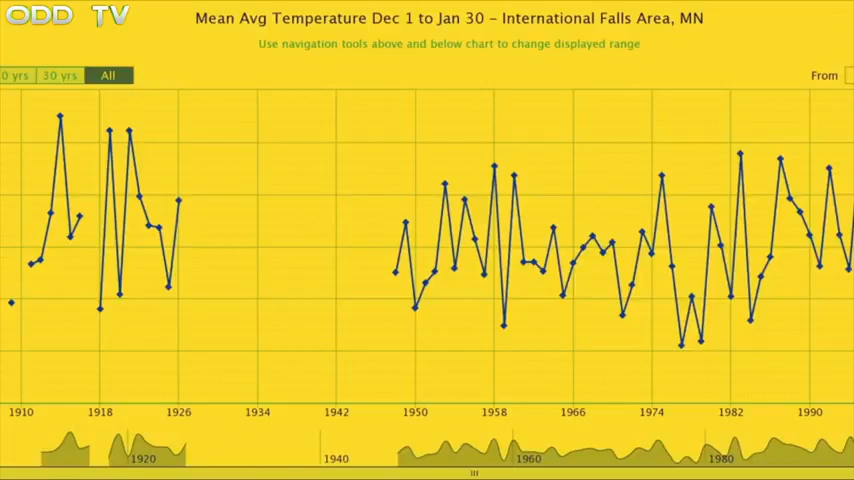 ODD TV
Mean Avg Temperature Dec 1 to Jan 30 - International Falls Area, MN
Use navigation tools above and below chart to change displayed range
0 yrs 30 yrs All From
1910 1918 1926 1934 1942 1950 1958 1966 1974 1982 1990
1920 1940 1960 1980